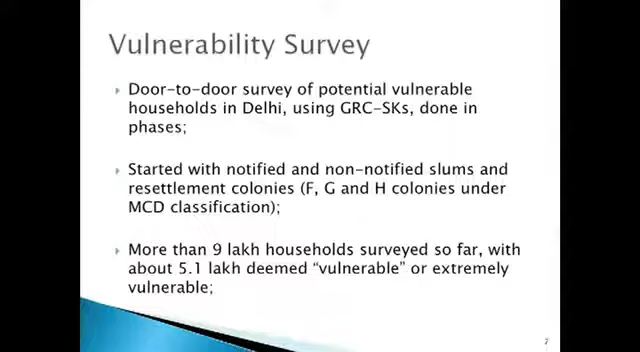 Vulnerability Survey
Door-to-door survey of potential vulnerable
households in Delhi, using GRC-SKs, done in
phases;
Started with notified and non-notified slums and
resettlement colonies (F, G and H colonies under
MCD classification);
More than 9 lakh households surveyed so far, with
about 5.1 lakh deemed “vulnerable” or extremely
vulnerable;
7